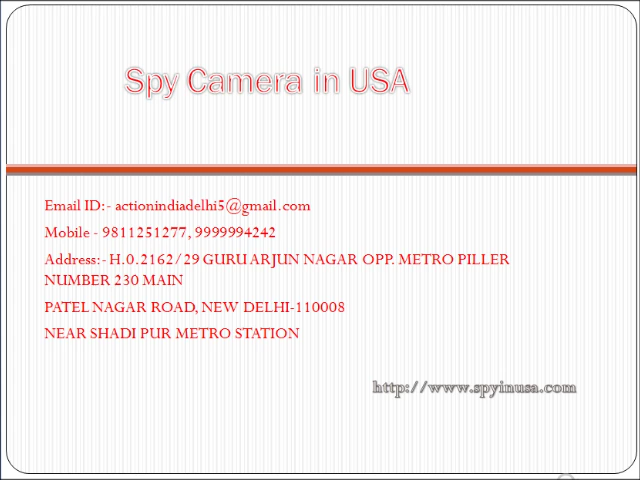 Spy Camera in USA
Email ID:- actionindiadelhi5@gmail.com
Mobile - 9811251277, 9999994242
Address:- H.0.2162/29 GURU ARJUN NAGAR OPP. METRO PILLER
NUMBER 230 MAIN
PATEL NAGAR ROAD, NEW DELHI-110008
NEAR SHADI PUR METRO STATION
http://www.spyinusa.com